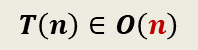 T(n) ∈ O(n)